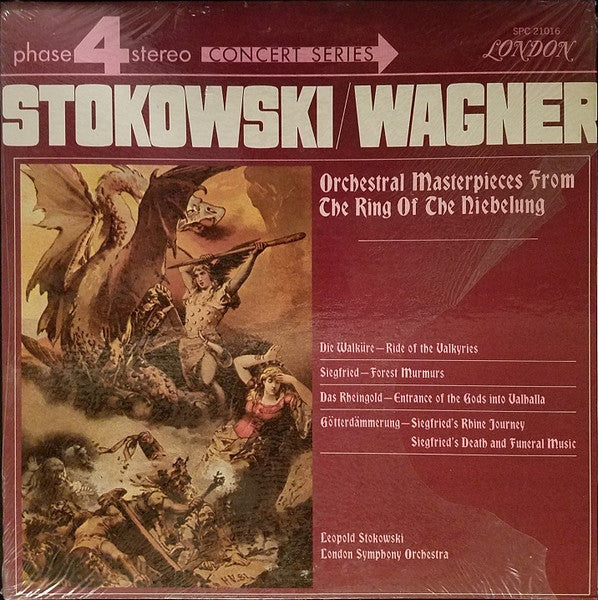 SPC 21016
phase 4 stereo CONCERT SERIES LONDON
STOKOWSKI/WAGNER
Orchestral Masterpieces From
The Ring Of The Niebelung
Die Walküre—Ride of the Valkyries
Siegfried—Forest Murmurs
Das Rheingold—Entrance of the Gods into Valhalla
Götterdämmerung—Siegfried's Rhine Journey
Siegfried's Death and Funeral Music
Leopold Stokowski
London Symphony Orchestra